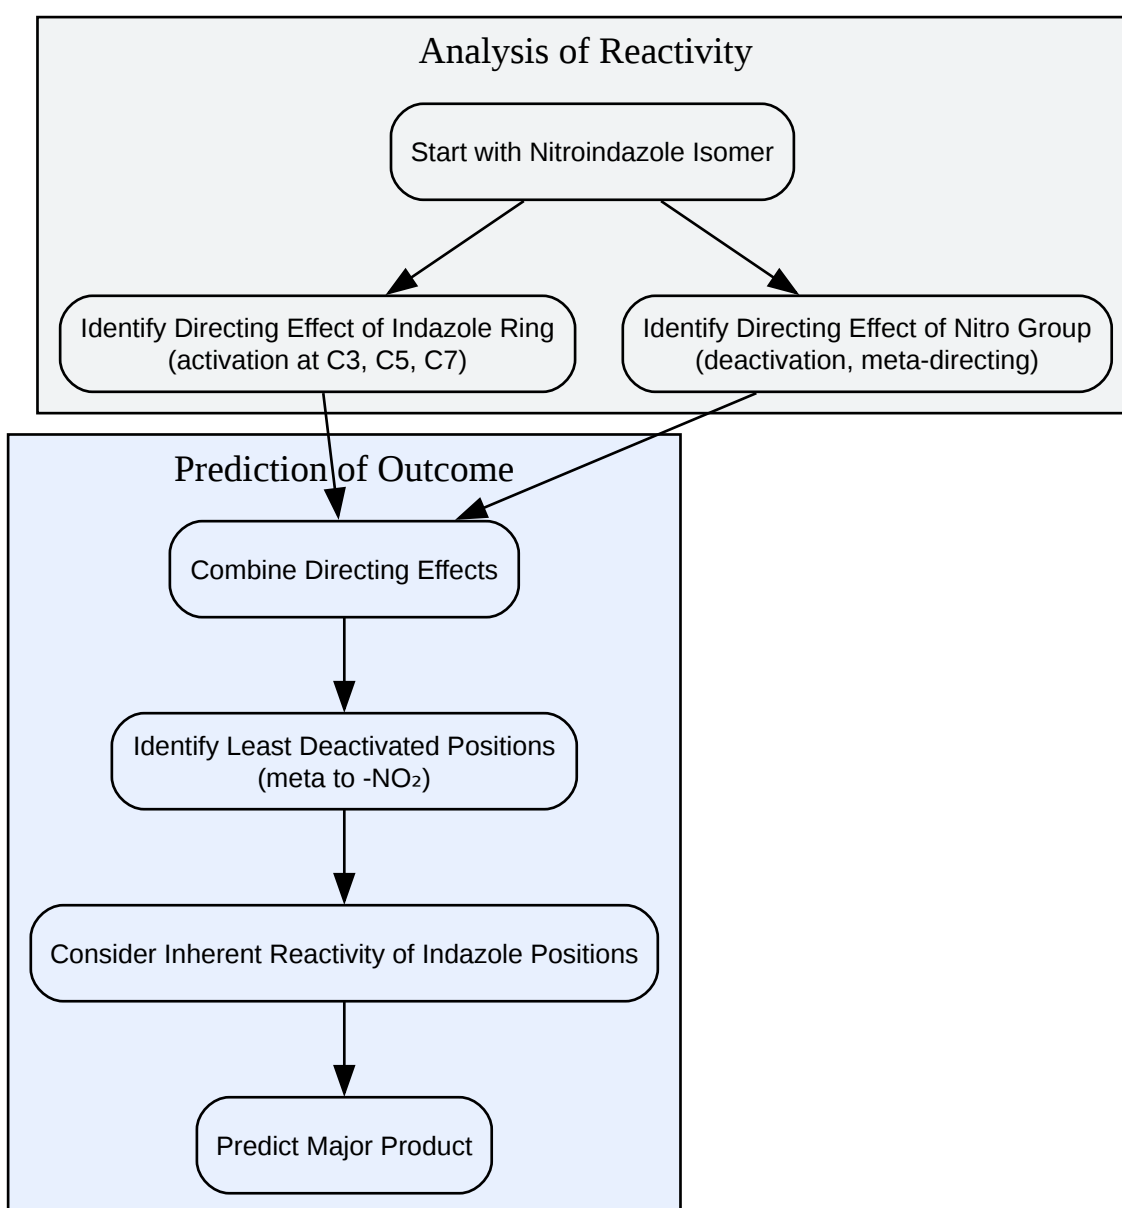 Analysis of Reactivity
Start with Nitroindazole Isomer
Identify Directing Effect of Indazole Ring
(activation at C3, C5, C7)
Identify Directing Effect of Nitro Group
(deactivation, meta-directing)
Prediction of Outcome
Combine Directing Effects
Identify Least Deactivated Positions
(meta to -NO₂)
Consider Inherent Reactivity of Indazole Positions
Predict Major Product